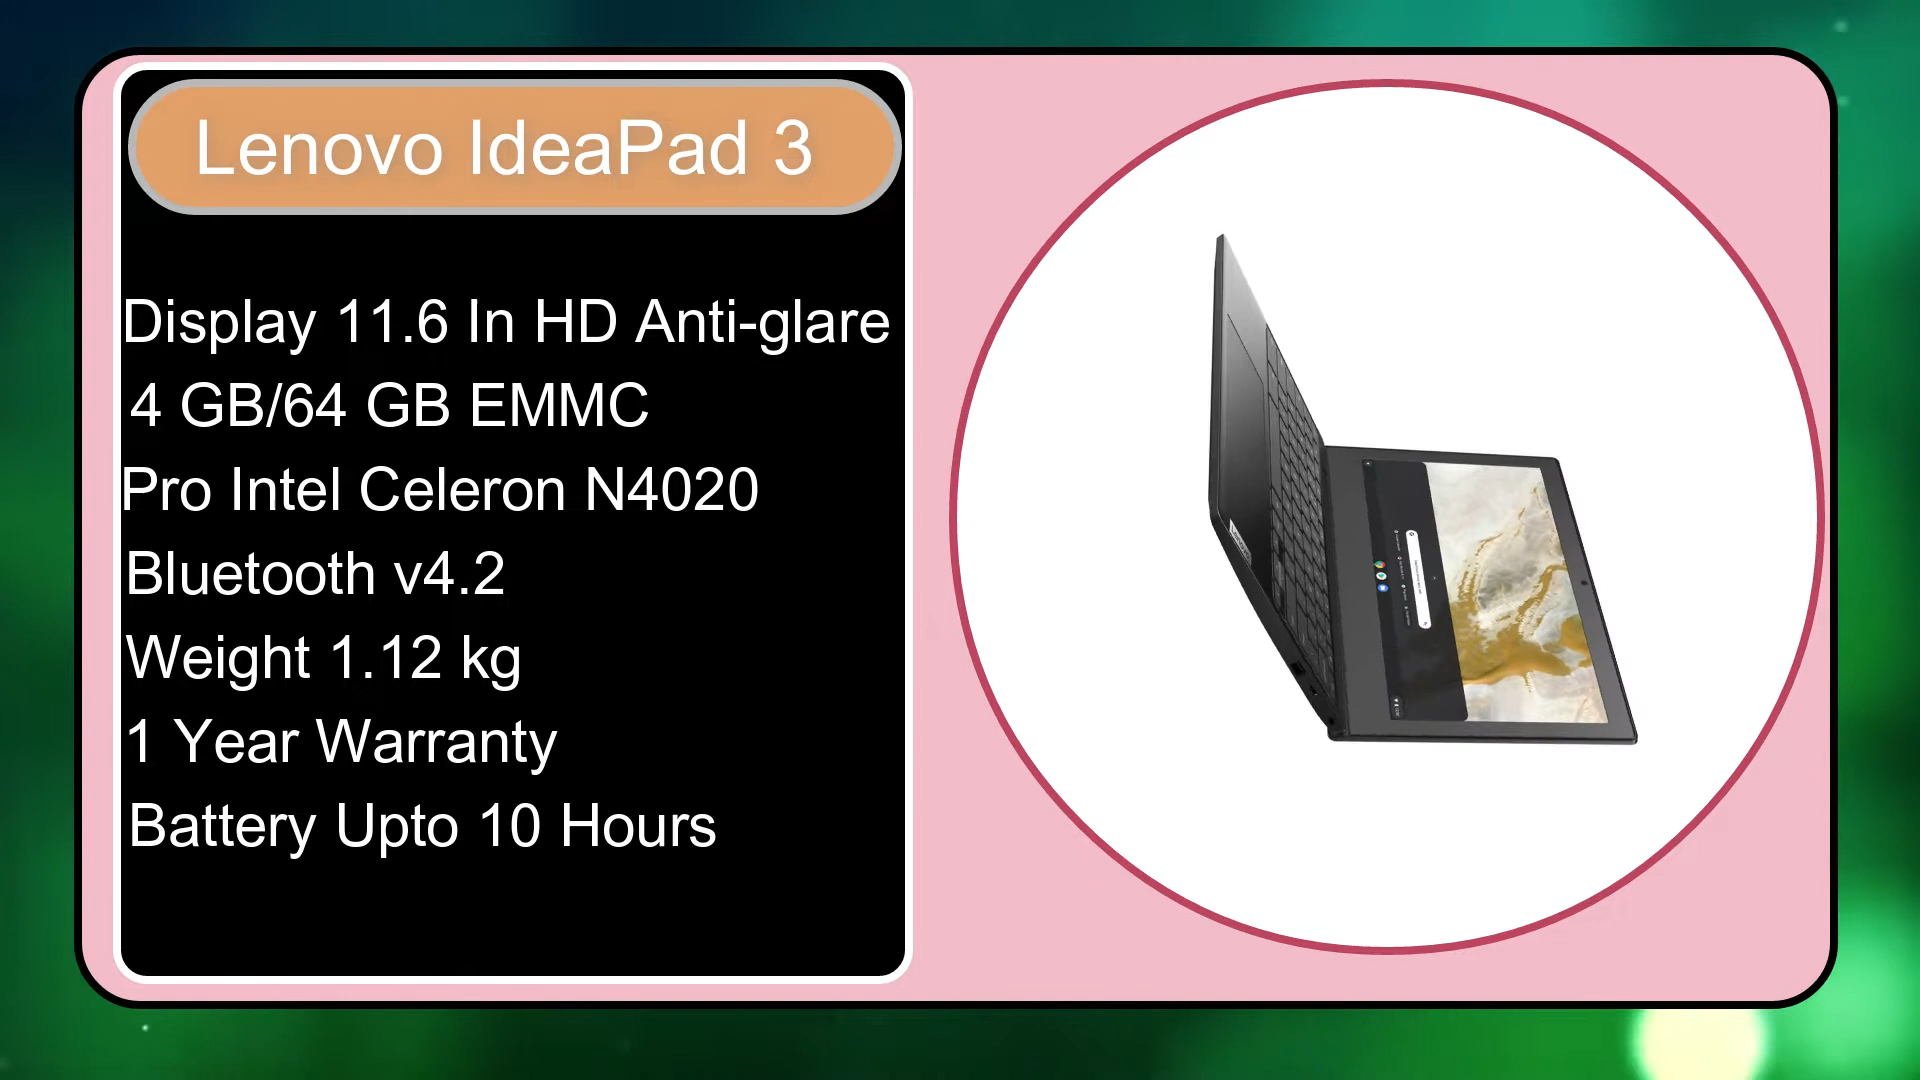 Lenovo IdeaPad 3
Display 11.6 In HD Anti-glare
4 GB/64 GB EMMC
Pro Intel Celeron N4020
Bluetooth v4.2
Weight 1.12 kg
1 Year Warranty
Battery Upto 10 Hours